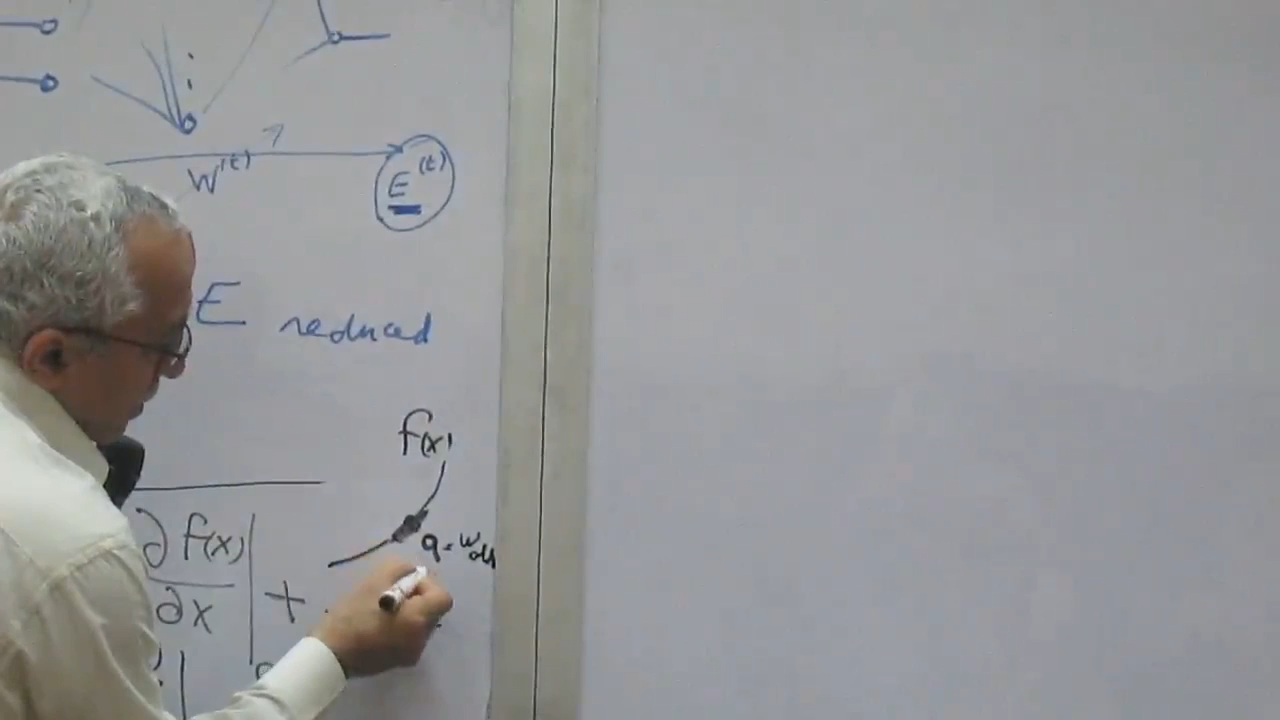 W^(t)
E^(t)
E reduced
f(x)
a = w_old
∂f(x)/∂x | +